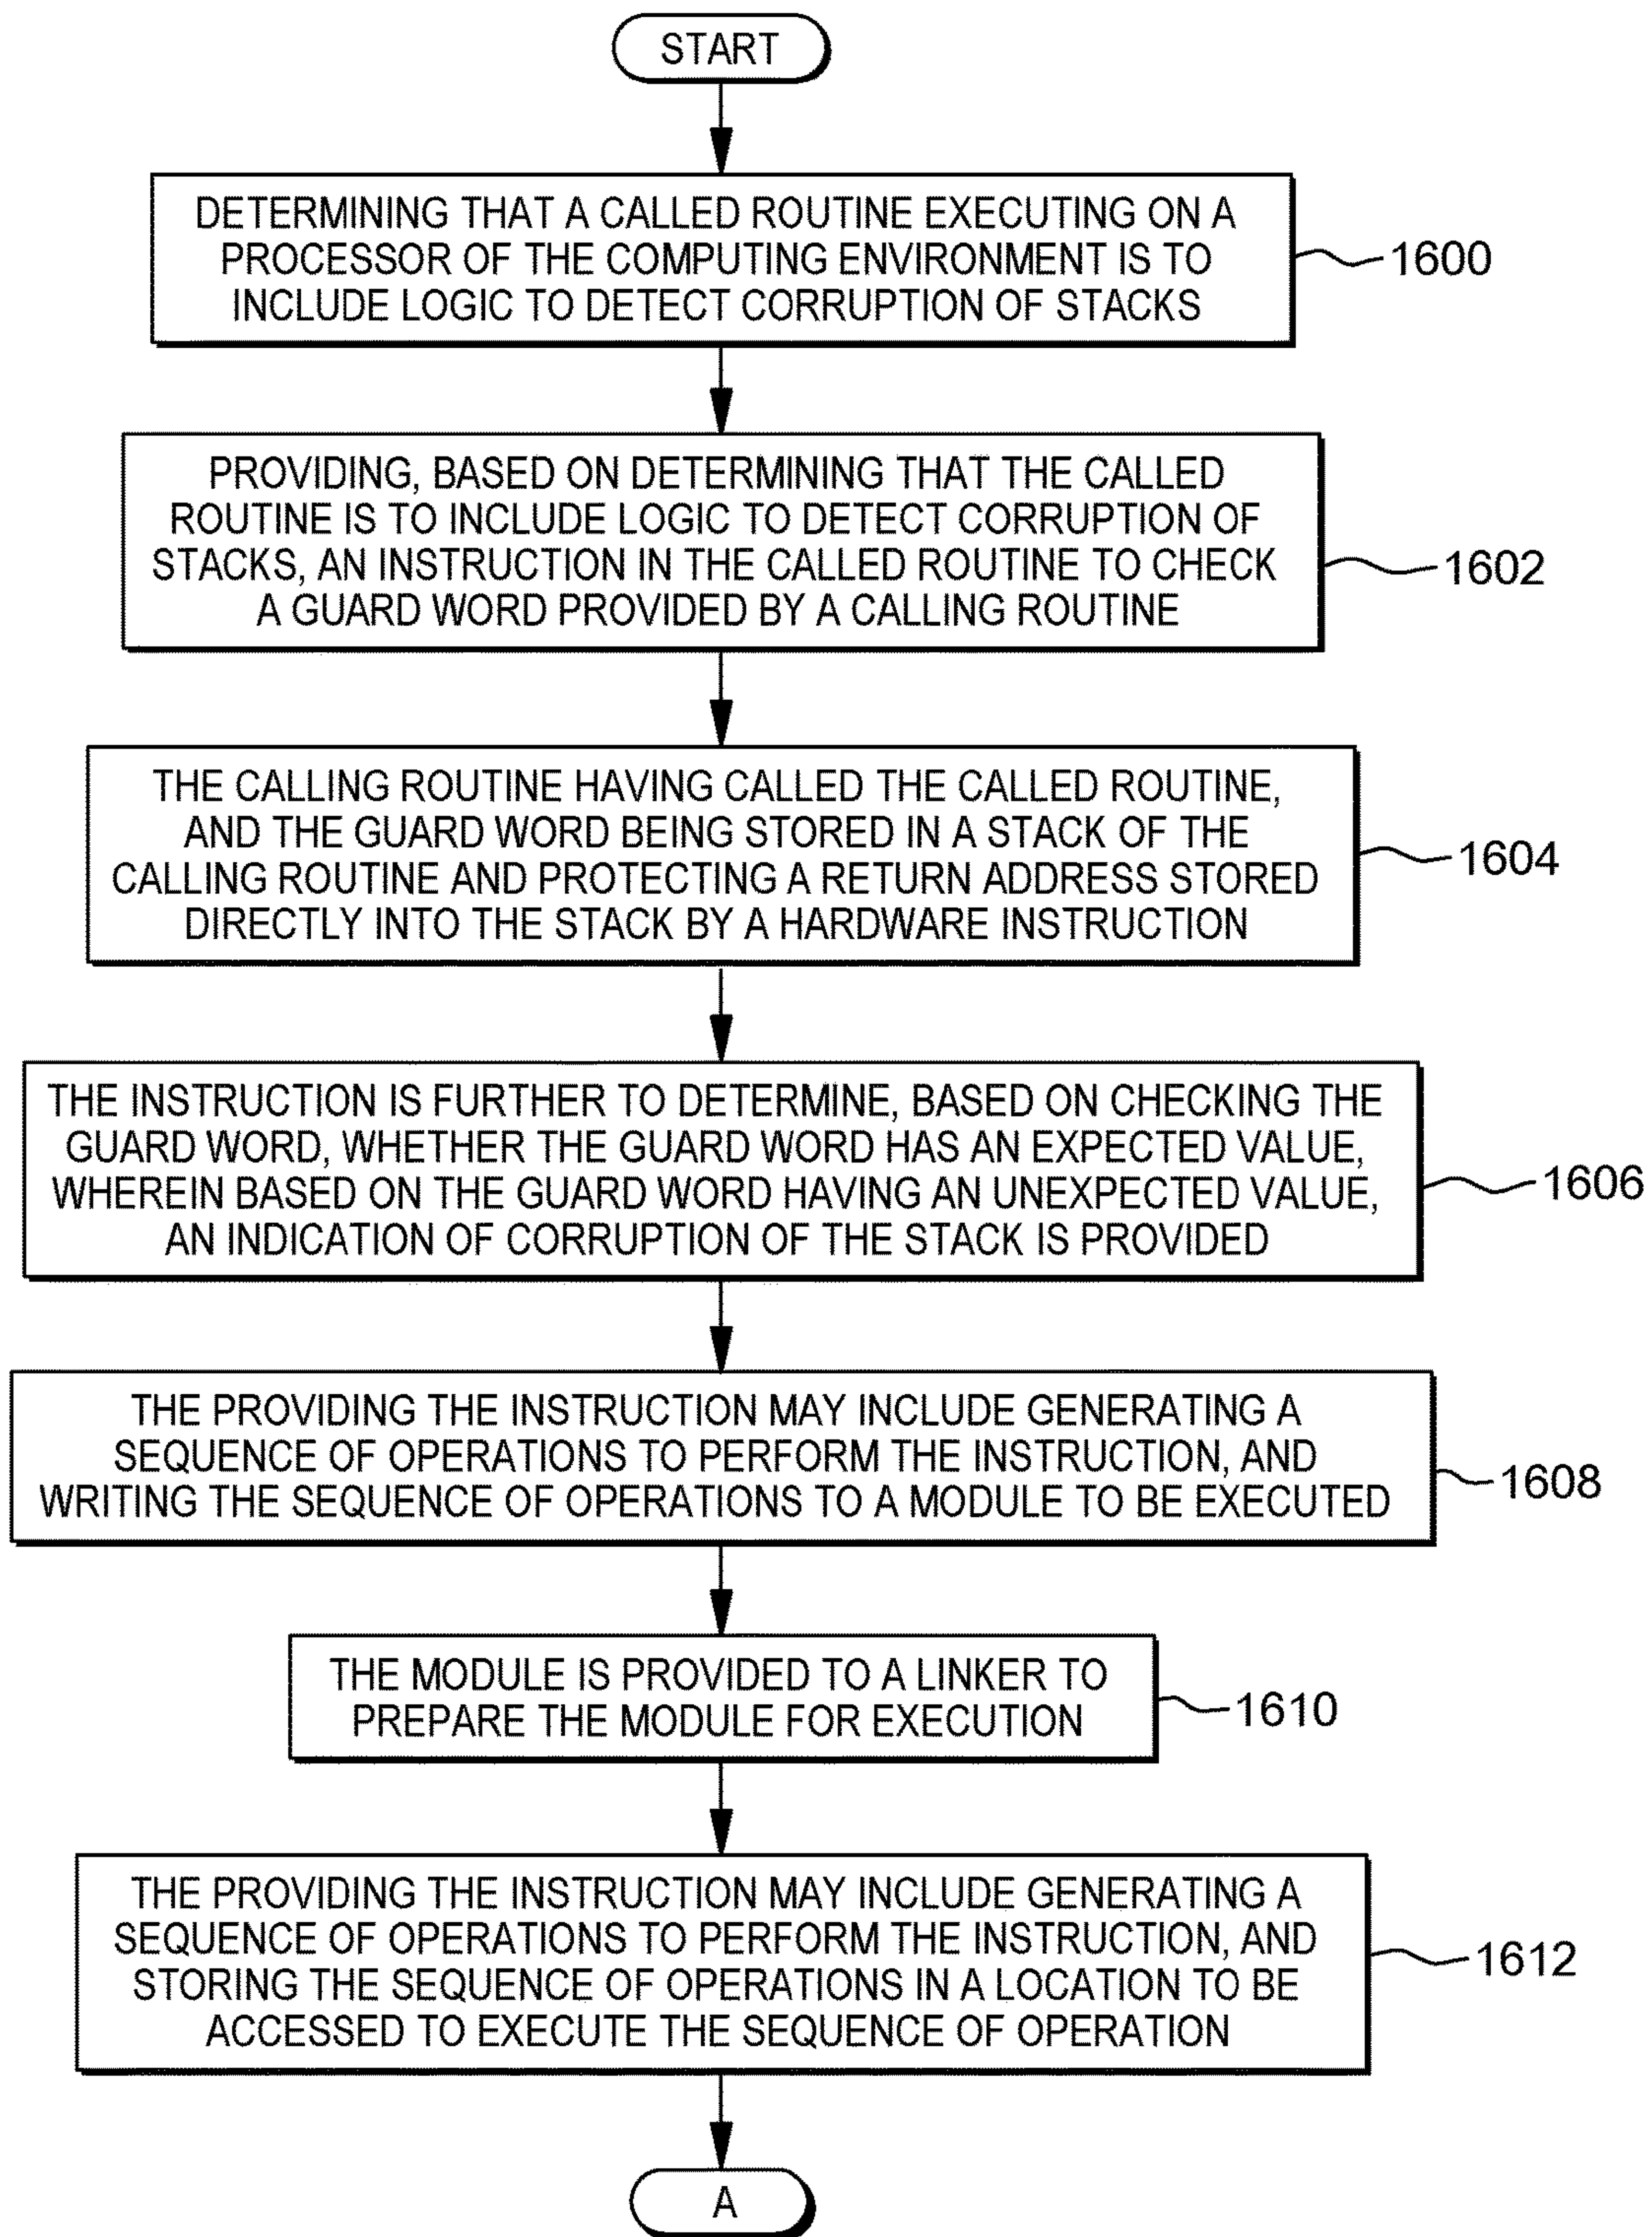 START
DETERMINING THAT A CALLED ROUTINE EXECUTING ON A
PROCESSOR OF THE COMPUTING ENVIRONMENT IS TO
INCLUDE LOGIC TO DETECT CORRUPTION OF STACKS
1600
PROVIDING, BASED ON DETERMINING THAT THE CALLED
ROUTINE IS TO INCLUDE LOGIC TO DETECT CORRUPTION OF
STACKS, AN INSTRUCTION IN THE CALLED ROUTINE TO CHECK
A GUARD WORD PROVIDED BY A CALLING ROUTINE
1602
THE CALLING ROUTINE HAVING CALLED THE CALLED ROUTINE,
AND THE GUARD WORD BEING STORED IN A STACK OF THE
CALLING ROUTINE AND PROTECTING A RETURN ADDRESS STORED
DIRECTLY INTO THE STACK BY A HARDWARE INSTRUCTION
1604
THE INSTRUCTION IS FURTHER TO DETERMINE, BASED ON CHECKING THE
GUARD WORD, WHETHER THE GUARD WORD HAS AN EXPECTED VALUE,
WHEREIN BASED ON THE GUARD WORD HAVING AN UNEXPECTED VALUE,
AN INDICATION OF CORRUPTION OF THE STACK IS PROVIDED
1606
THE PROVIDING THE INSTRUCTION MAY INCLUDE GENERATING A
SEQUENCE OF OPERATIONS TO PERFORM THE INSTRUCTION, AND
WRITING THE SEQUENCE OF OPERATIONS TO A MODULE TO BE EXECUTED
1608
THE MODULE IS PROVIDED TO A LINKER TO
PREPARE THE MODULE FOR EXECUTION
1610
THE PROVIDING THE INSTRUCTION MAY INCLUDE GENERATING A
SEQUENCE OF OPERATIONS TO PERFORM THE INSTRUCTION, AND
STORING THE SEQUENCE OF OPERATIONS IN A LOCATION TO BE
ACCESSED TO EXECUTE THE SEQUENCE OF OPERATION
1612
A